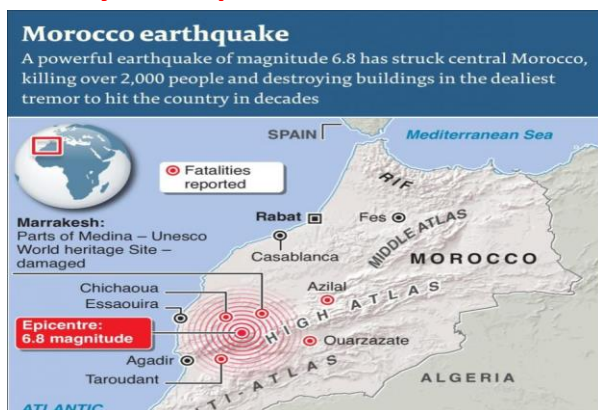 Morocco earthquake
A powerful earthquake of magnitude 6.8 has struck central Morocco,
killing over 2,000 people and destroying buildings in the dealiest
tremor to hit the country in decades
SPAIN
Mediterranean Sea
Fatalities
reported
RIF
Marrakesh:
Parts of Medina – Unesco
World heritage Site –
damaged
Rabat
Fes
Casablanca
MIDDLE ATLAS
MOROCCO
Chichaoua
Essaouira
Azilal
HIGH-ATLAS
Epicentre:
6.8 magnitude
Ouarzazate
Agadir
Taroudant
TI-ATLAS
ALGERIA
ATLANTIC